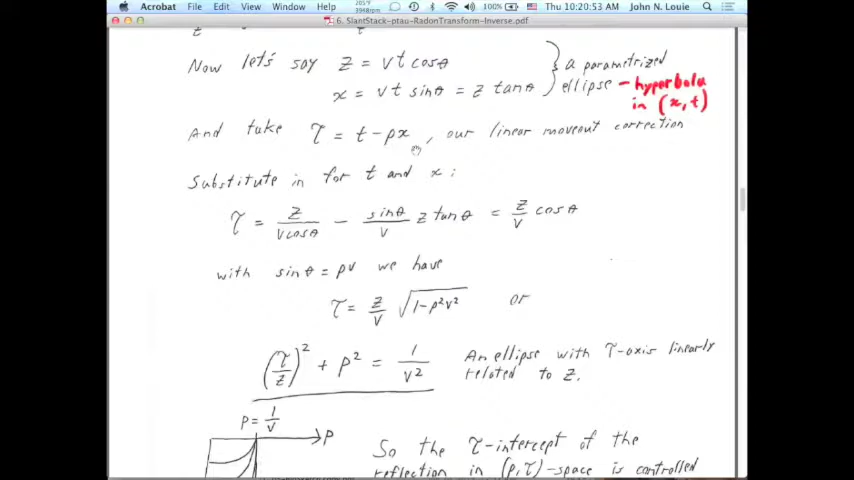 Acrobat File Edit View Window Help 100% Thu 10:20:53 AM John N. Louie
6. SlantStack-ptau-RadonTransform-Inverse.pdf
Now let's say z = vt cosθ
x = vt sinθ = z tanθ
} a parametrized ellipse - hyperbola in (x,t)
And take τ = t - px, our linear moveout correction
Substitute in for t and x:
τ = z/(v cosθ) - (sinθ/v) z tanθ = (z/v) cosθ
with sinθ = pv we have
τ = (z/v) √(1-p²v²) or
(τ/z)² + p² = 1/v² An ellipse with τ-axis linearly related to z.
p = 1/v
p
So the τ-intercept of the
reflection in (p,τ)-space is controlled